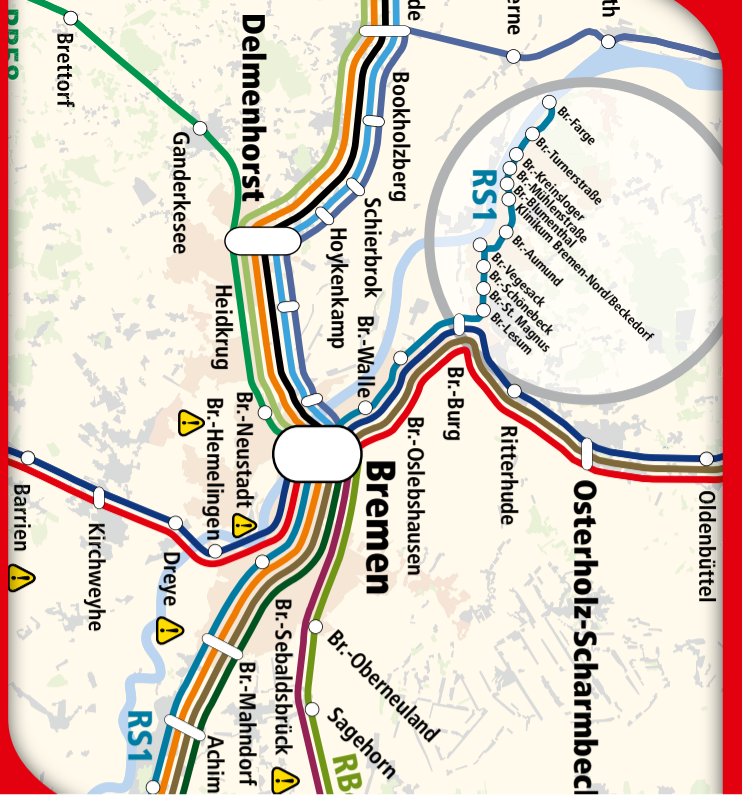 Brettorf
Ganderkesee
Delmenhorst
Bookholzberg
Schierbrok
Hoykenkamp
Heidkrug
Br.-Neustadt
Br.-Hemelingen
Br.-Walle
Bremen
Br.-Oslebshausen
Br.-Burg
Ritterhude
Osterholz-Scharmbeck
Oldenbüttel
RS1
Br.-Farge
Br.-Turnerstraße
Br.-Kreinsloger
Br.-Mühlenstraße
Br.-Blumenthal
Klinikum Bremen-Nord/Beckedorf
Br.-Aumund
Br.-Vegesack
Br.-Schönebeck
Br.-St. Magnus
Br.-Lesum
Barrien
Kirchweyhe
Dreye
Br.-Sebaldsbrück
Br.-Mahndorf
Achim
RS1
Br.-Oberneuland
Sagehorn
RB
de
erne
th